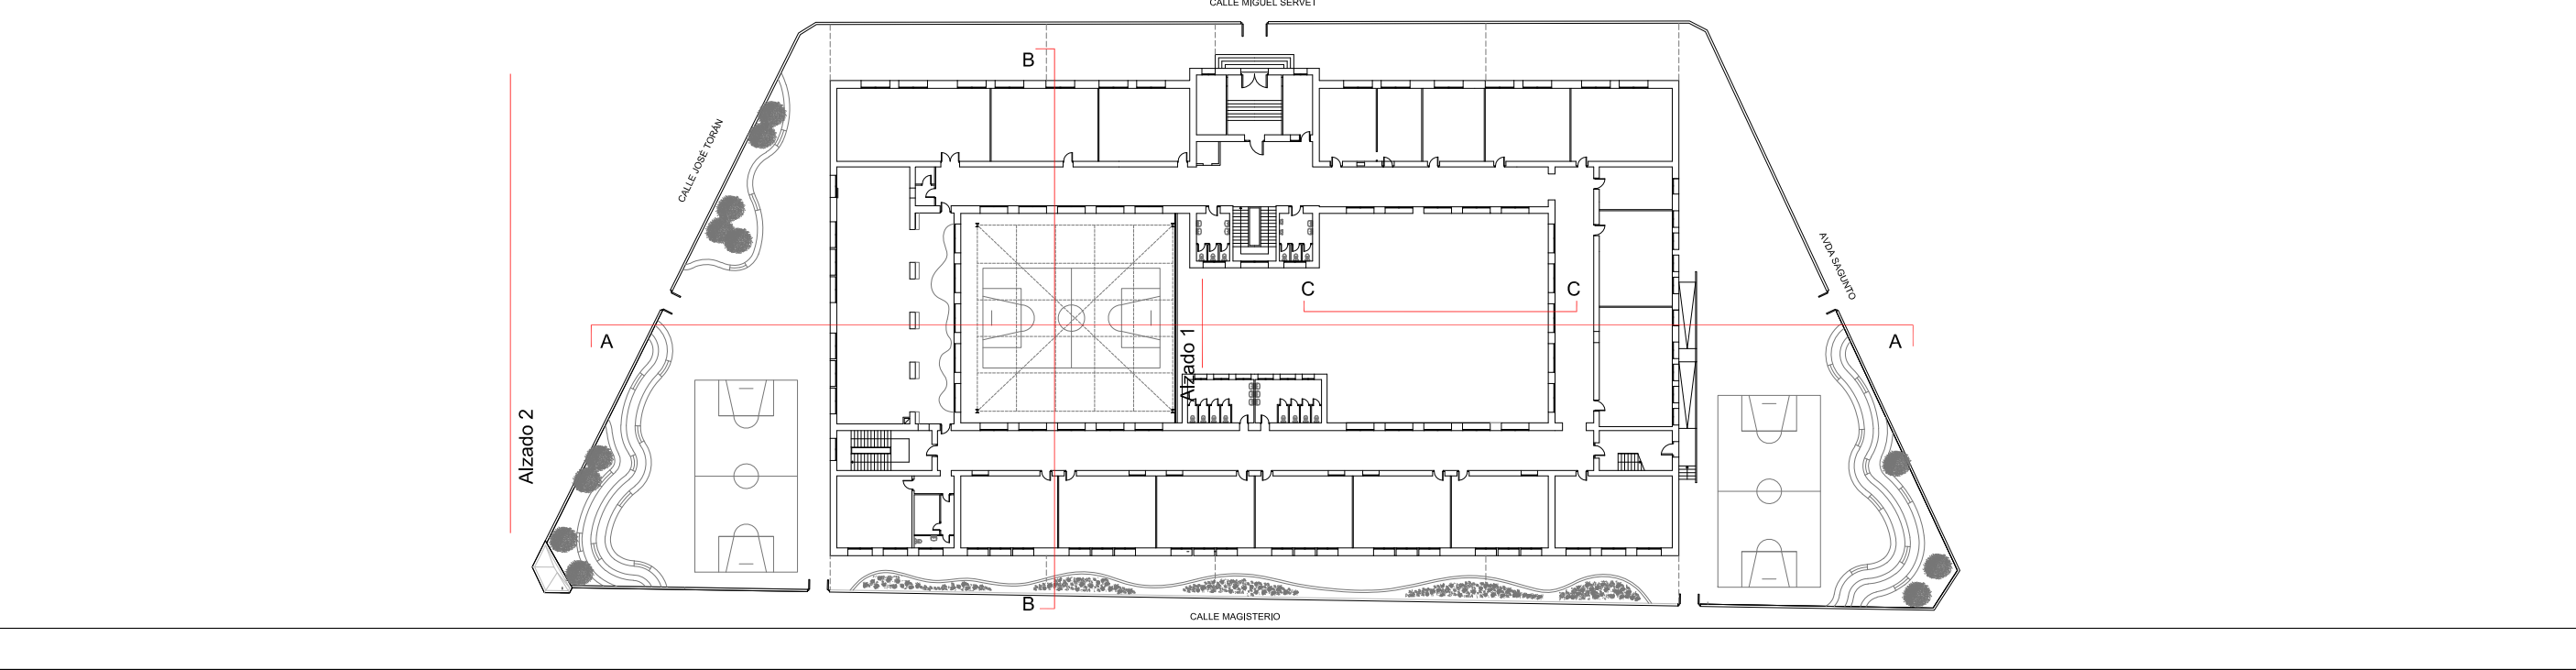 CALLE MIGUEL SERVET
B
CALLE JOSÉ TORÁN
AVDA SAGUNTO
C
C
A
A
Alzado 1
Alzado 2
B
CALLE MAGISTERIO